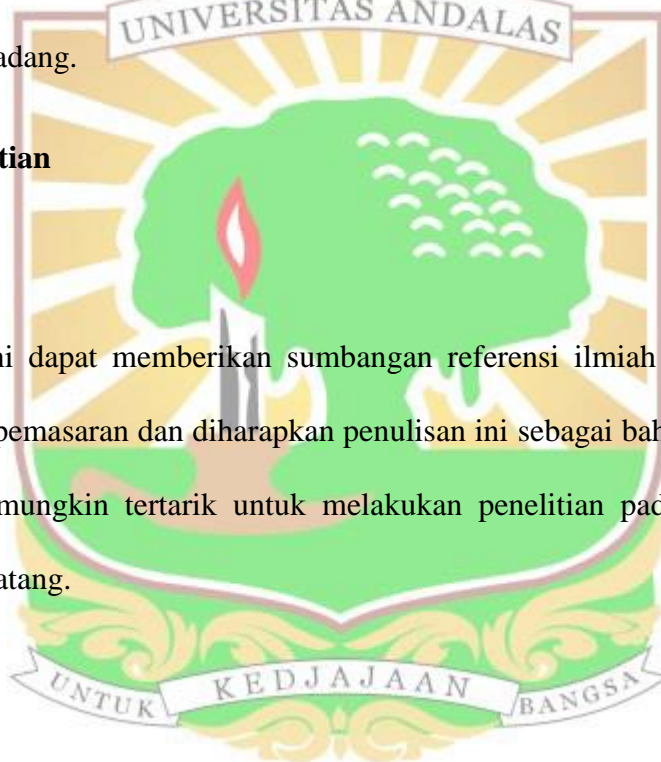 UNIVERSITAS ANDALAS
adang.
tian
ni dapat memberikan sumbangan referensi ilmiah
pemasaran dan diharapkan penulisan ini sebagai bah
mungkin tertarik untuk melakukan penelitian pad
atang.
UNTUK KEDJAJAAN BANGSA